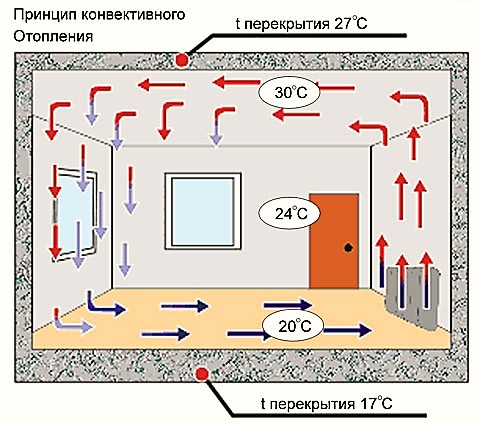 Принцип конвективного
Отопления
t перекрытия 27°C
30°C
24°C
20°C
t перекрытия 17°C